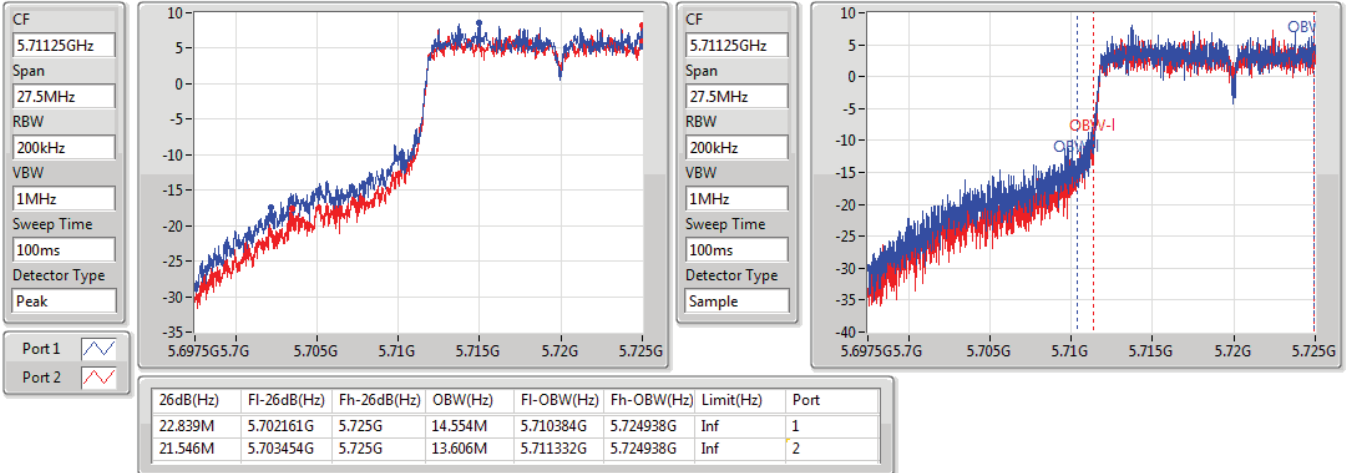 CF
5.71125GHz
Span
27.5MHz
RBW
200kHz
VBW
1MHz
Sweep Time
100ms
Detector Type
Peak
Port 1
Port 2
10
5
0
-5
-10
-15
-20
-25
-30
-35
5.6975G 5.7G 5.705G 5.71G 5.715G 5.72G 5.725G
CF
5.71125GHz
Span
27.5MHz
RBW
200kHz
VBW
1MHz
Sweep Time
100ms
Detector Type
Sample
10
5
0
-5
-10
-15
-20
-25
-30
-35
-40
OBW-l
5.6975G 5.7G 5.705G 5.71G 5.715G 5.72G 5.725G
26dB(Hz) Fl-26dB(Hz) Fh-26dB(Hz) OBW(Hz) Fl-OBW(Hz) Fh-OBW(Hz) Limit(Hz) Port
22.839M 5.702161G 5.725G 14.554M 5.710384G 5.724938G Inf 1
21.546M 5.703454G 5.725G 13.606M 5.711332G 5.724938G Inf 2